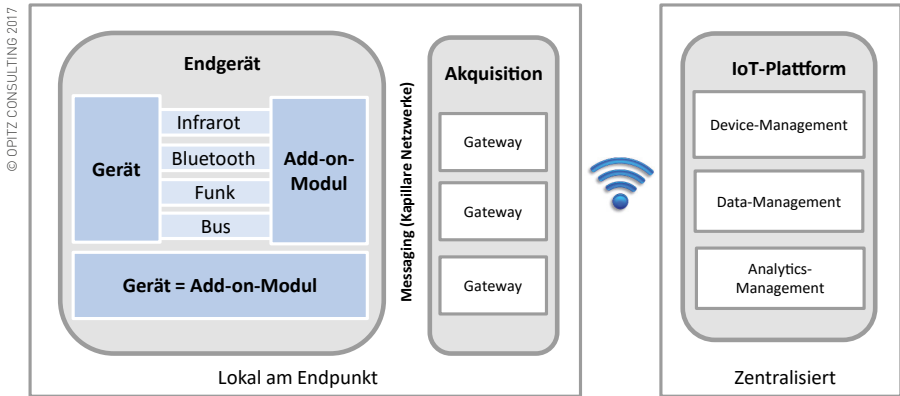 © OPITZ CONSULTING 2017
Endgerät
Gerät
Infrarot
Bluetooth
Funk
Bus
Add-on-
Modul
Gerät = Add-on-Modul
Messaging (Kapillare Netzwerke)
Akquisition
Gateway
Gateway
Gateway
Lokal am Endpunkt
IoT-Plattform
Device-Management
Data-Management
Analytics-
Management
Zentralisiert